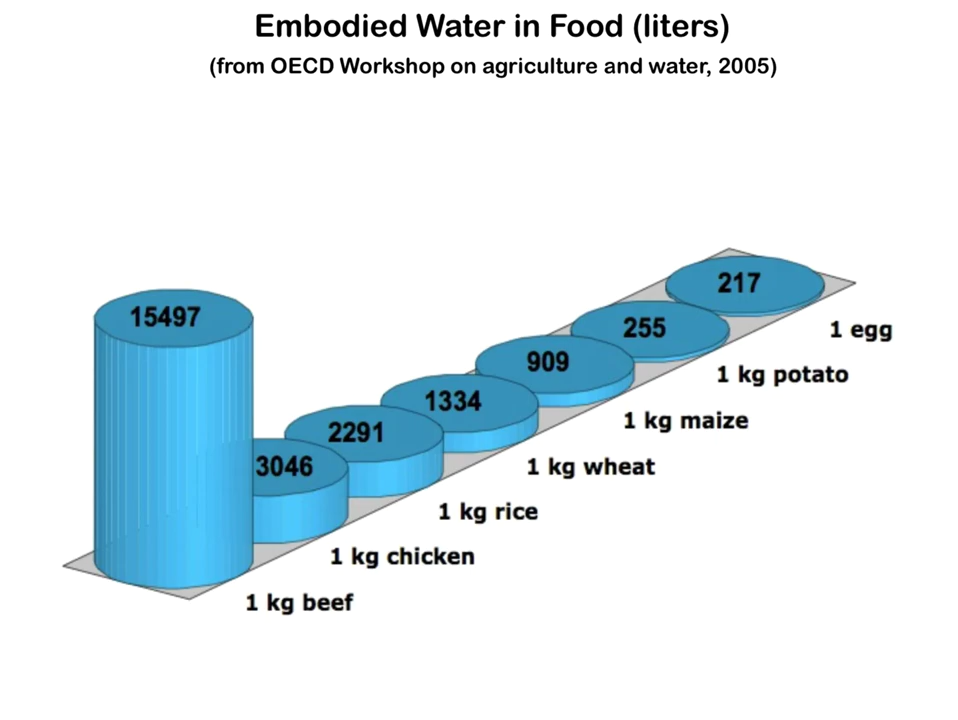 Embodied Water in Food (liters)
(from OECD Workshop on agriculture and water, 2005)
217
15497
1 egg
255
909
1 kg potato
1334
1 kg maize
2291
3046
1 kg wheat
1 kg rice
1 kg chicken
1 kg beef